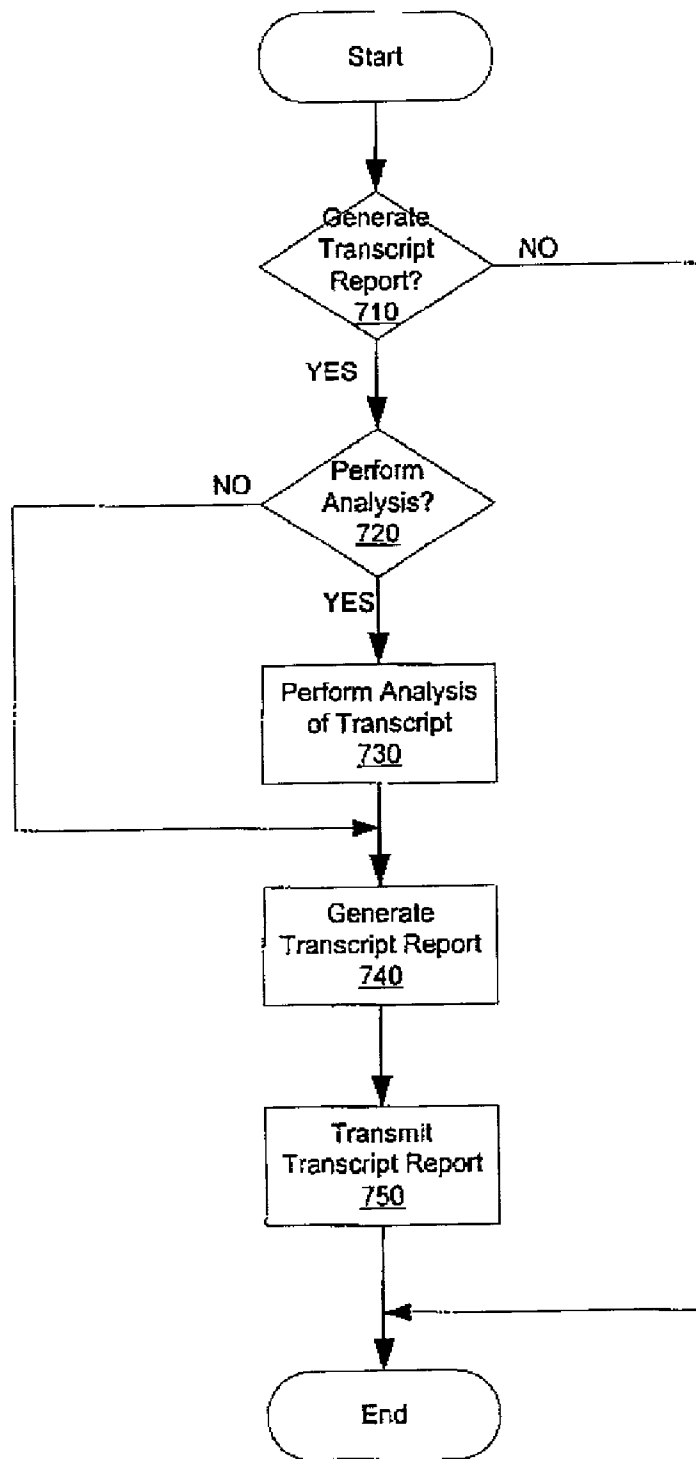 Start
Generate
Transcript
Report?
710
NO
YES
Perform
Analysis?
720
NO
YES
Perform Analysis
of Transcript
730
Generate
Transcript Report
740
Transmit
Transcript Report
750
End